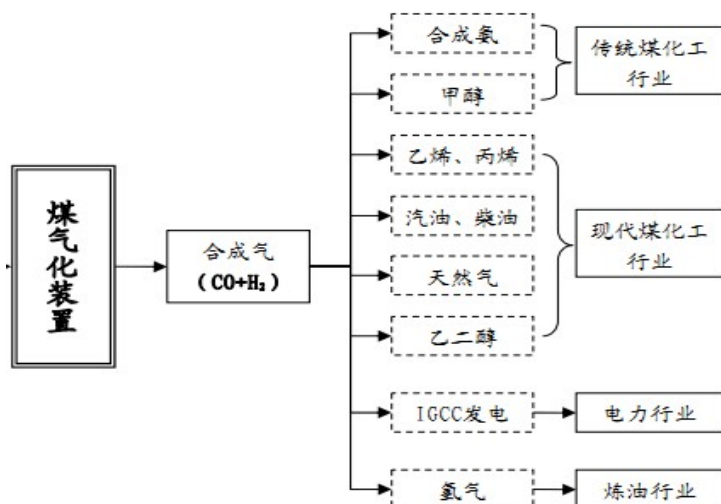 合成氨
甲醇
传统煤化工
行业
乙烯、丙烯
汽油、柴油
天然气
乙二醇
现代煤化工
行业
煤气化装置
合成气
（CO+H₂）
IGCC发电
电力行业
氢气
炼油行业